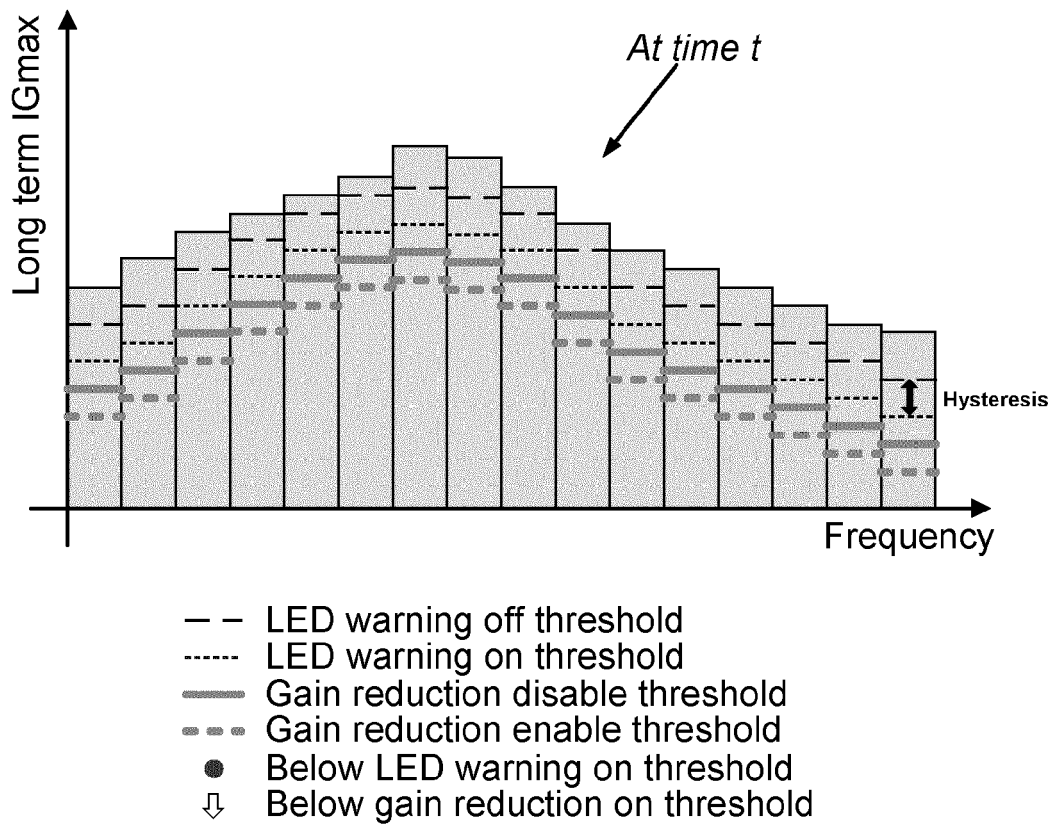 At time t
Long term IGmax
Hysteresis
Frequency
LED warning off threshold
LED warning on threshold
Gain reduction disable threshold
Gain reduction enable threshold
Below LED warning on threshold
Below gain reduction on threshold